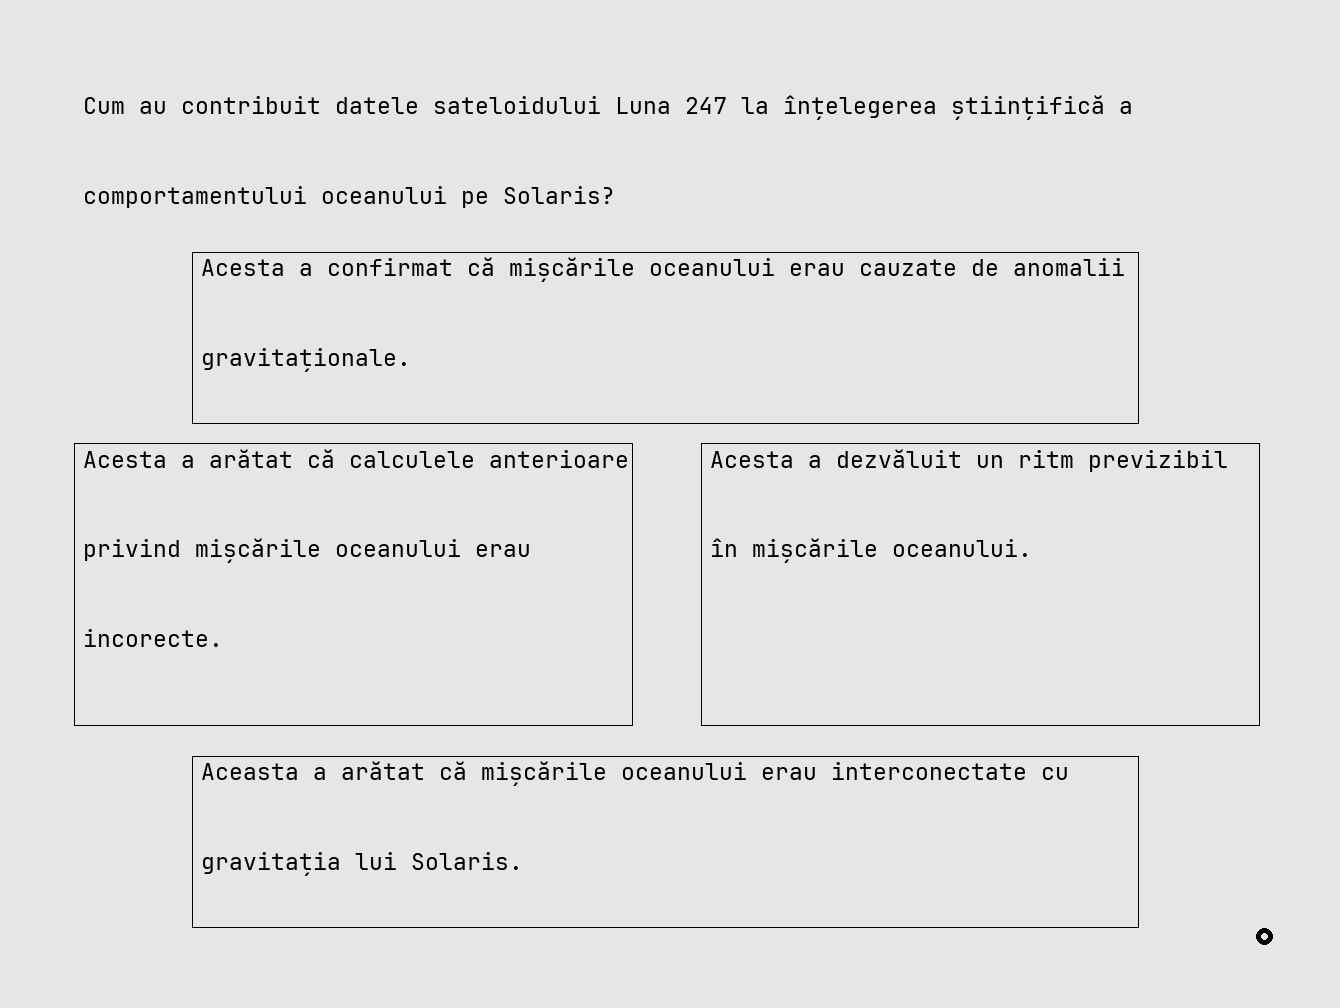 Cum au contribuit datele sateloidului Luna 247 la înțelegerea științifică a
comportamentului oceanului pe Solaris?
Acesta a confirmat că mișcările oceanului erau cauzate de anomalii
gravitaționale.
Acesta a arătat că calculele anterioare
privind mișcările oceanului erau
incorecte.
Acesta a dezvăluit un ritm previzibil
în mișcările oceanului.
Aceasta a arătat că mișcările oceanului erau interconectate cu
gravitația lui Solaris.